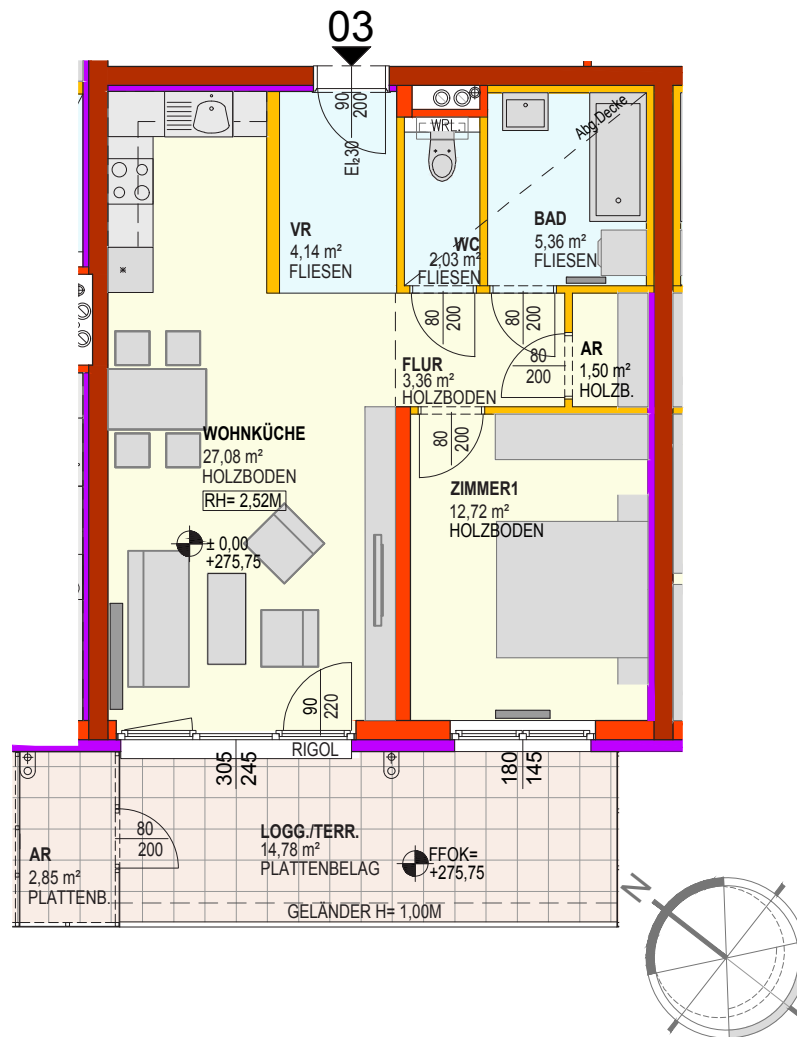 03
90
200
EI₂30
WRL.
Abg.Decke
VR
4,14 m²
FLIESEN
WC
2,03 m²
FLIESEN
BAD
5,36 m²
FLIESEN
80
200
80
200
80
200
AR
1,50 m²
HOLZB.
FLUR
3,36 m²
HOLZBODEN
80
200
WOHNKÜCHE
27,08 m²
HOLZBODEN
RH= 2,52M
± 0,00
+275,75
ZIMMER1
12,72 m²
HOLZBODEN
90
220
RIGOL
305
245
180
145
80
200
AR
2,85 m²
PLATTENB.
LOGG./TERR.
14,78 m²
PLATTENBELAG
FFOK=
+275,75
GELÄNDER H= 1,00M
N